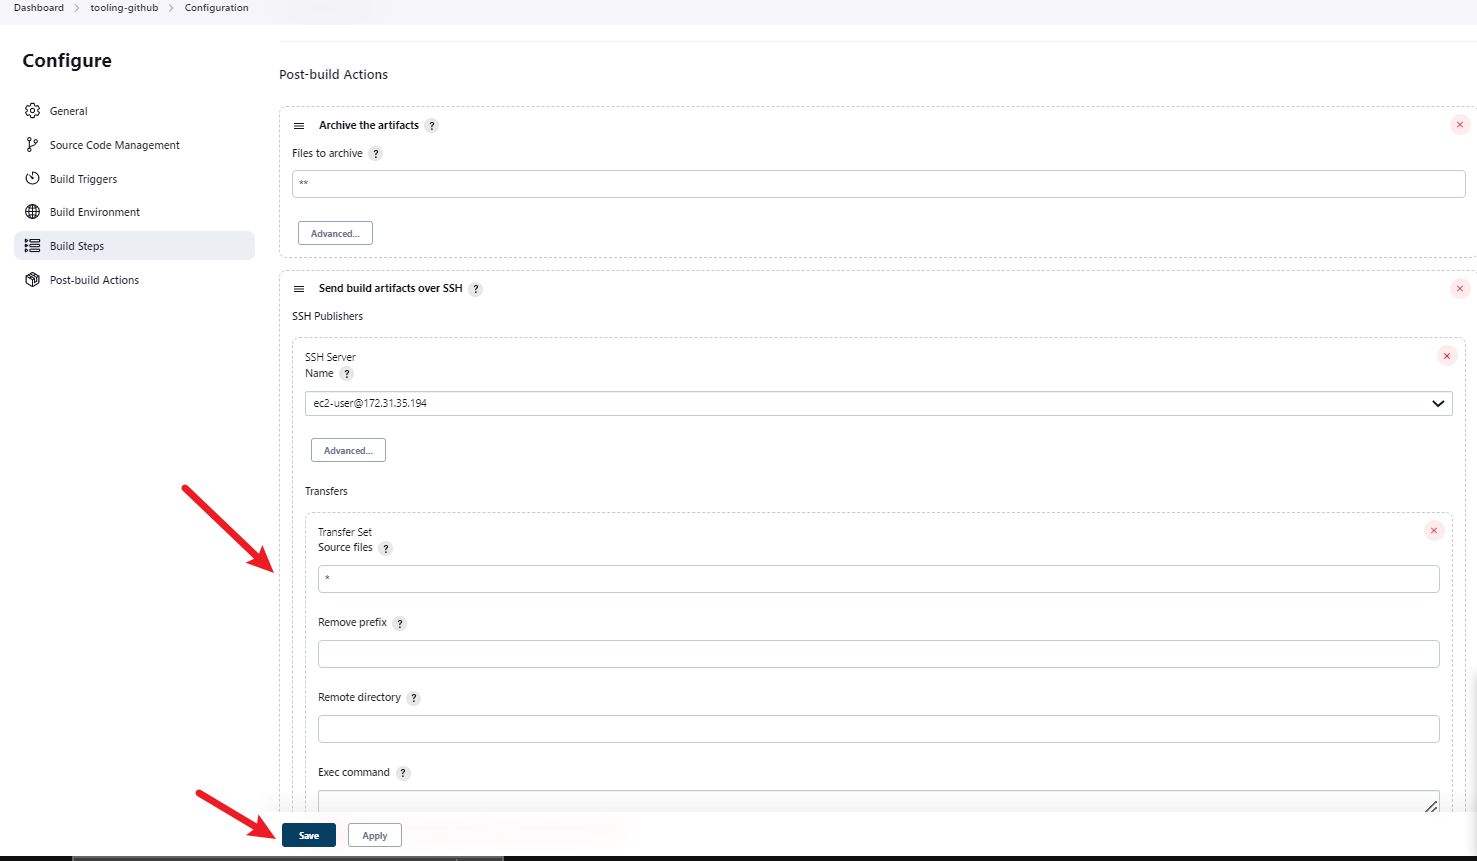 Dashboard > tooling-github > Configuration
Configure
General
Source Code Management
Build Triggers
Build Environment
Build Steps
Post-build Actions
Post-build Actions
Archive the artifacts ?
Files to archive ?
**
Advanced...
Send build artifacts over SSH ?
SSH Publishers
SSH Server
Name ?
ec2-user@172.31.35.194
Advanced...
Transfers
Transfer Set
Source files ?
*
Remove prefix ?
Remote directory ?
Exec command ?
Save
Apply